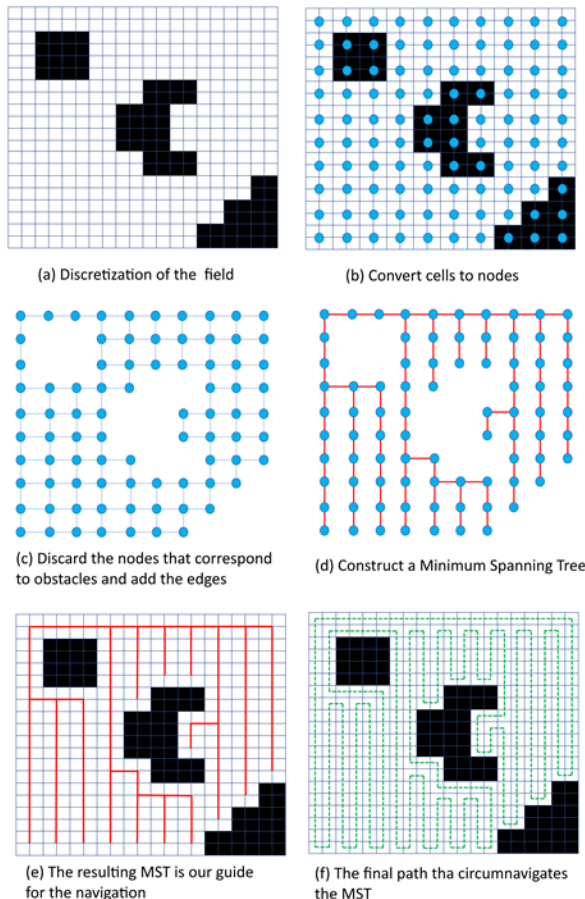 (a) Discretization of the field
(b) Convert cells to nodes
(c) Discard the nodes that correspond
to obstacles and add the edges
(d) Construct a Minimum Spanning Tree
(e) The resulting MST is our guide
for the navigation
(f) The final path tha circumnavigates
the MST